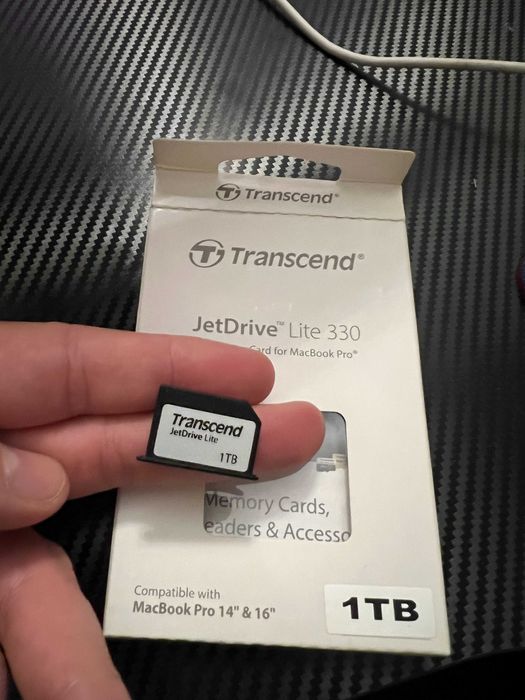 Transcend®
Transcend®
JetDrive™ Lite 330
Card for MacBook Pro®
Transcend
JetDrive Lite
1TB
Memory Cards,
eaders & Accesso
Compatible with
MacBook Pro 14" & 16"
1TB